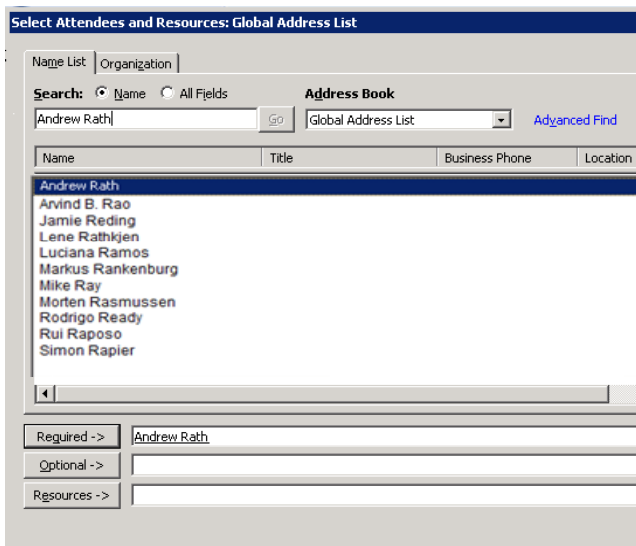 Select Attendees and Resources: Global Address List
Name List Organization
Search: Name All Fields Address Book
Andrew Rath Go Global Address List Advanced Find
Name Title Business Phone Location
Andrew Rath
Arvind B. Rao
Jamie Reding
Lene Rathkjen
Luciana Ramos
Markus Rankenburg
Mike Ray
Morten Rasmussen
Rodrigo Ready
Rui Raposo
Simon Rapier
Required -> Andrew Rath
Optional ->
Resources ->